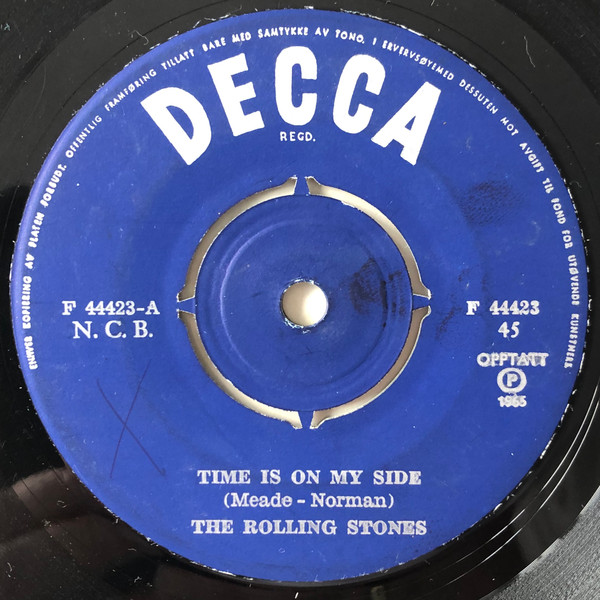 ENHVER KOPIERING AV PLATEN FORBUDT. OFFENTLIG FRAMFØRING TILLATT BARE MED SAMTYKKE AV TONO. I ERVERVSØYEMED DESSUTEN MOT AVGIFT TIL FOND FOR UTØVENDE KUNSTNERE
DECCA
REGD.
F 44423-A
N. C. B.
F 44423
45
OPPTATT
P
1965
TIME IS ON MY SIDE
(Meade - Norman)
THE ROLLING STONES